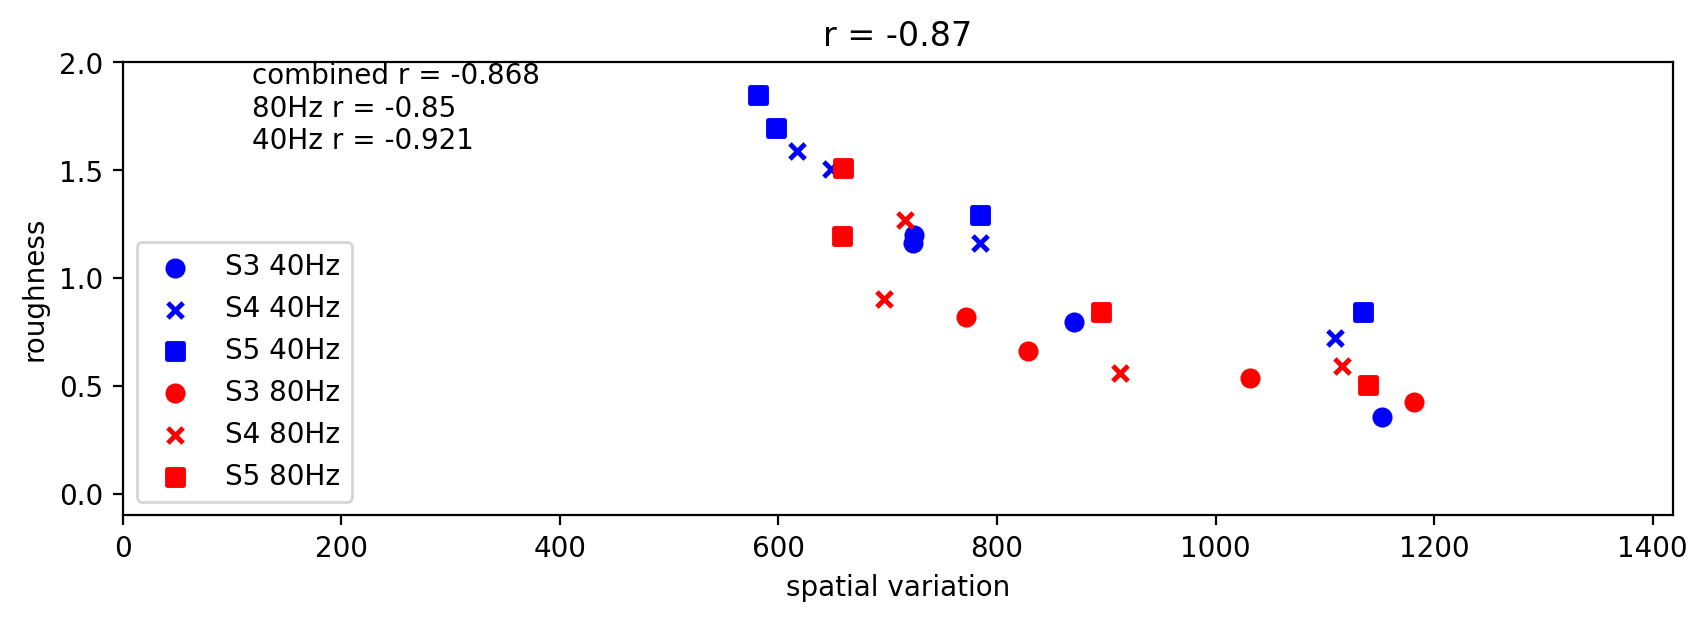 r = -0.87
combined r = -0.868
80Hz r = -0.85
40Hz r = -0.921
2.0
1.5
1.0
0.5
0.0
roughness
S3 40Hz
S4 40Hz
S5 40Hz
S3 80Hz
S4 80Hz
S5 80Hz
0 200 400 600 800 1000 1200 1400
spatial variation